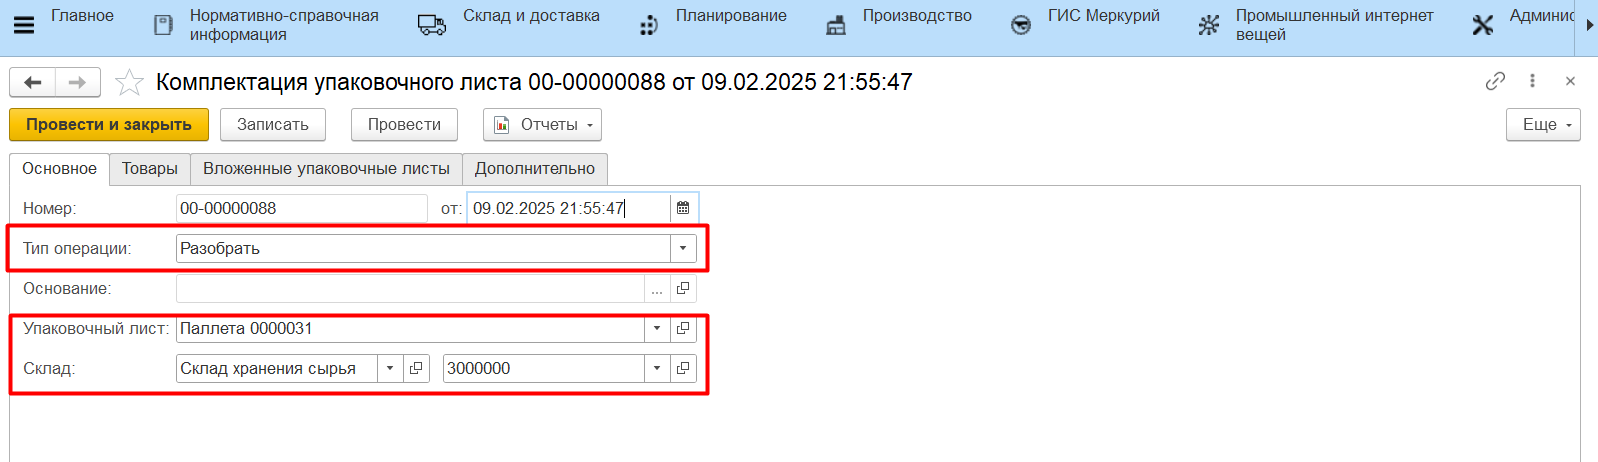 Главное
Нормативно-справочная
информация
Склад и доставка
Планирование
Производство
ГИС Меркурий
Промышленный интернет
вещей
Админис
Комплектация упаковочного листа 00-00000088 от 09.02.2025 21:55:47
Провести и закрыть
Записать
Провести
Отчеты
Еще
Основное
Товары
Вложенные упаковочные листы
Дополнительно
Номер: 00-00000088 от: 09.02.2025 21:55:47
Тип операции: Разобрать
Основание: ...
Упаковочный лист: Паллета 0000031
Склад: Склад хранения сырья 3000000